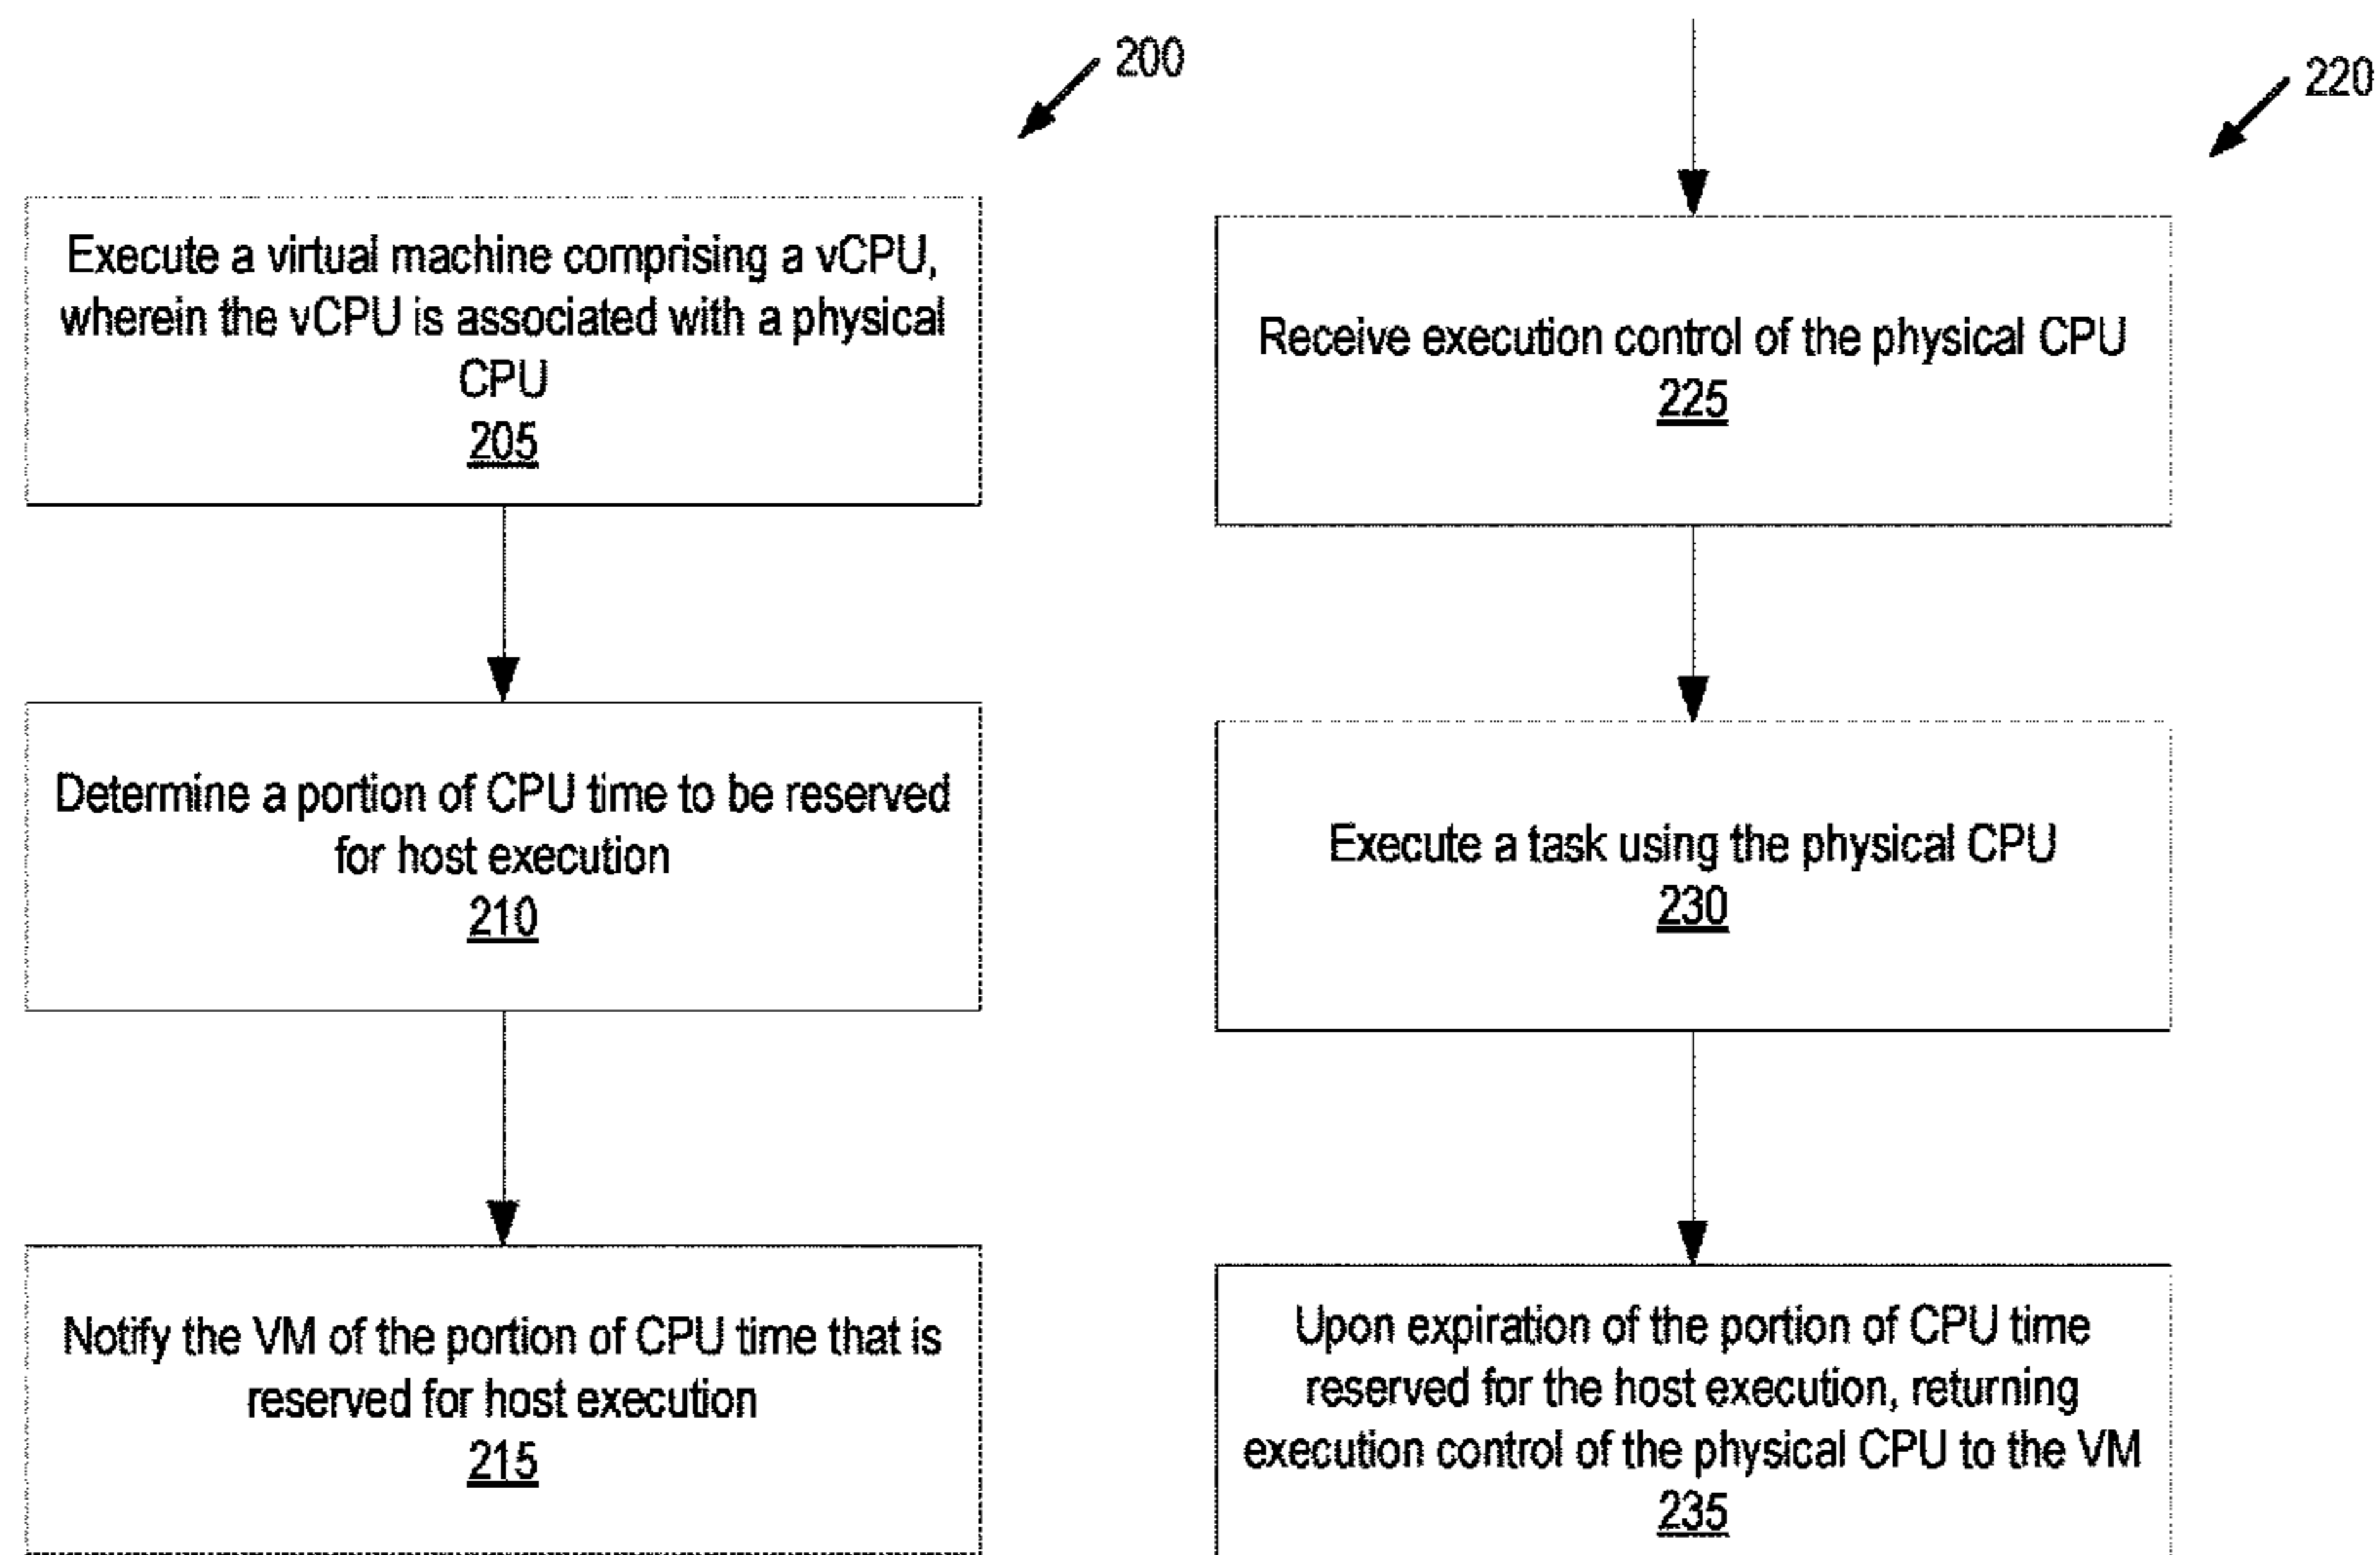 200
Execute a virtual machine comprising a vCPU,
wherein the vCPU is associated with a physical
CPU
205
Determine a portion of CPU time to be reserved
for host execution
210
Notify the VM of the portion of CPU time that is
reserved for host execution
215
220
Receive execution control of the physical CPU
225
Execute a task using the physical CPU
230
Upon expiration of the portion of CPU time
reserved for the host execution, returning
execution control of the physical CPU to the VM
235